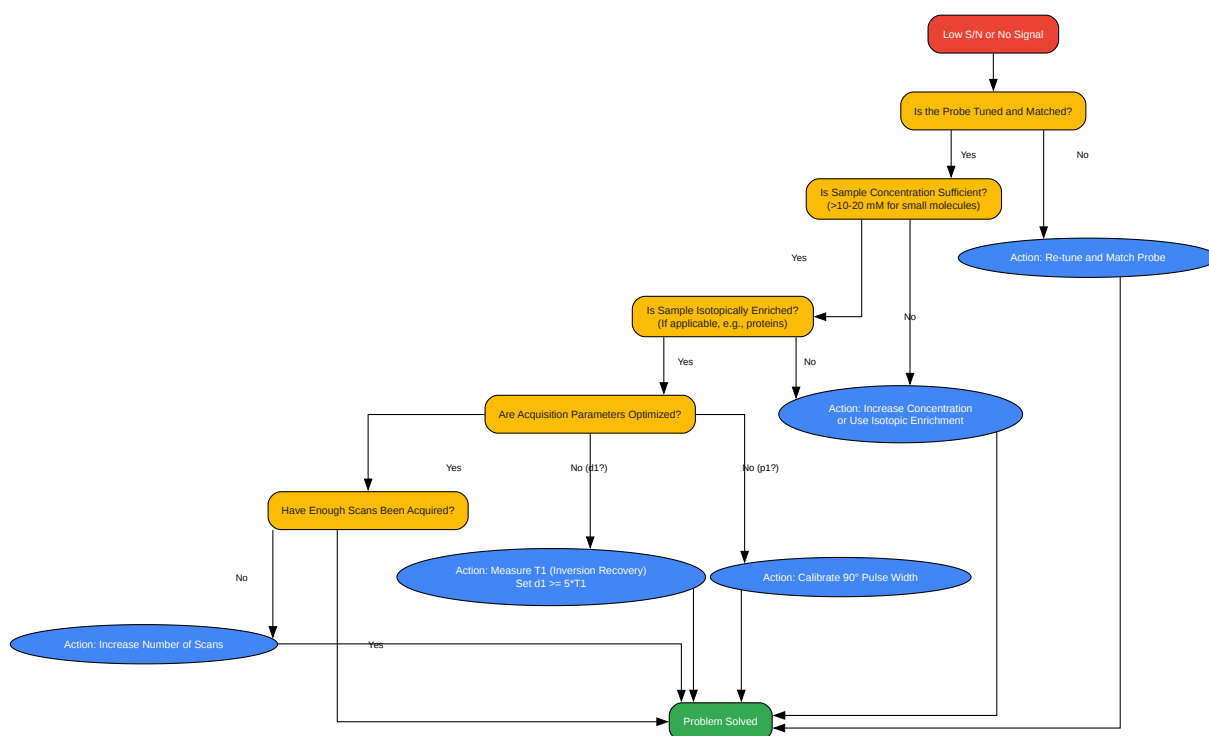 Low S/N or No Signal
Is the Probe Tuned and Matched?
Yes
No
Is Sample Concentration Sufficient?
(>10-20 mM for small molecules)
Yes
Action: Re-tune and Match Probe
Is Sample Isotopically Enriched?
(If applicable, e.g., proteins)
No
Yes
No
Are Acquisition Parameters Optimized?
Action: Increase Concentration
or Use Isotopic Enrichment
Yes
No (d1?)
No (p1?)
Have Enough Scans Been Acquired?
No
Action: Measure T1 (Inversion Recovery)
Set d1 >= 5*T1
Action: Calibrate 90° Pulse Width
Action: Increase Number of Scans
Yes
Problem Solved